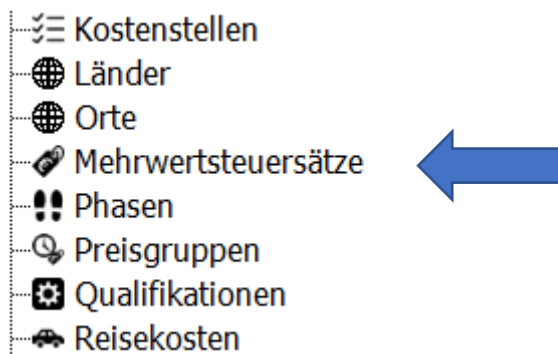 Kostenstellen
Länder
Orte
Mehrwertsteuersätze
Phasen
Preisgruppen
Qualifikationen
Reisekosten